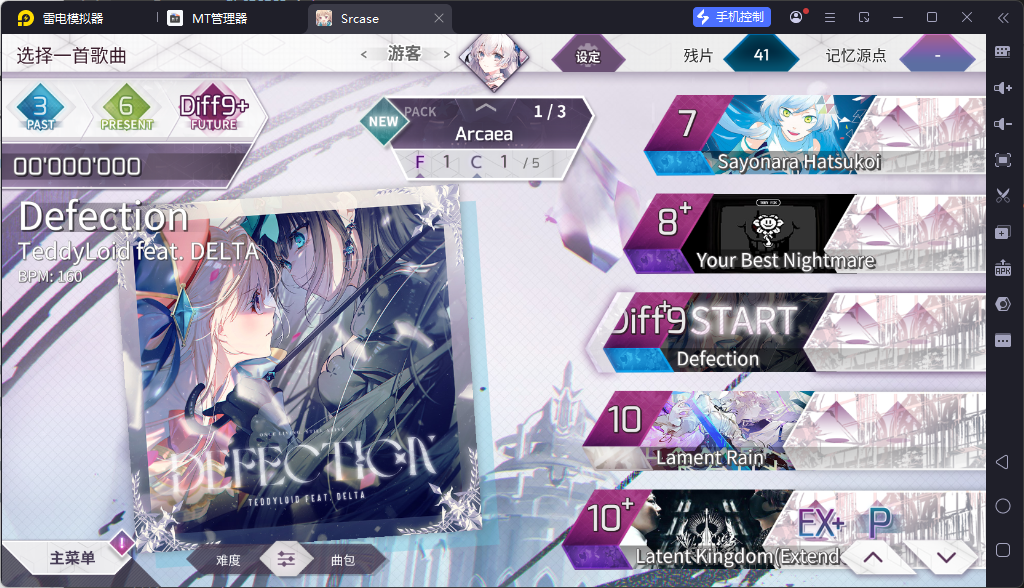 雷电模拟器
MT管理器
Srcase
手机控制
选择一首歌曲
游客
设定
残片
41
记忆源点
-
3
PAST
6
PRESENT
Diff9+
FUTURE
00'000'000
NEW
PACK
1 / 3
Arcaea
F 1 C 1 / 5
Defection
TeddyLoid feat. DELTA
BPM: 160
DEFECTION
TEDDYLOID FEAT. DELTA
7
Sayonara Hatsukoi
8+
Your Best Nightmare
Diff9+
START
Defection
10
Lament Rain
10+
Latent Kingdom(Extend
EX+
P
主菜单
!
难度
曲包
APK